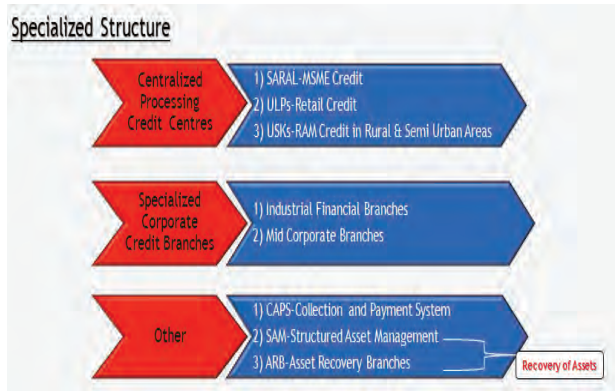 Specialized Structure
Centralized
Processing
Credit Centres
1) SARAL-MSME Credit
2) ULPs-Retail Credit
3) USKs-RAM Credit in Rural & Semi Urban Areas
Specialized
Corporate
Credit Branches
1) Industrial Financial Branches
2) Mid Corporate Branches
Other
1) CAPS-Collection and Payment System
2) SAM-Structured Asset Management
3) ARB-Asset Recovery Branches
Recovery of Assets